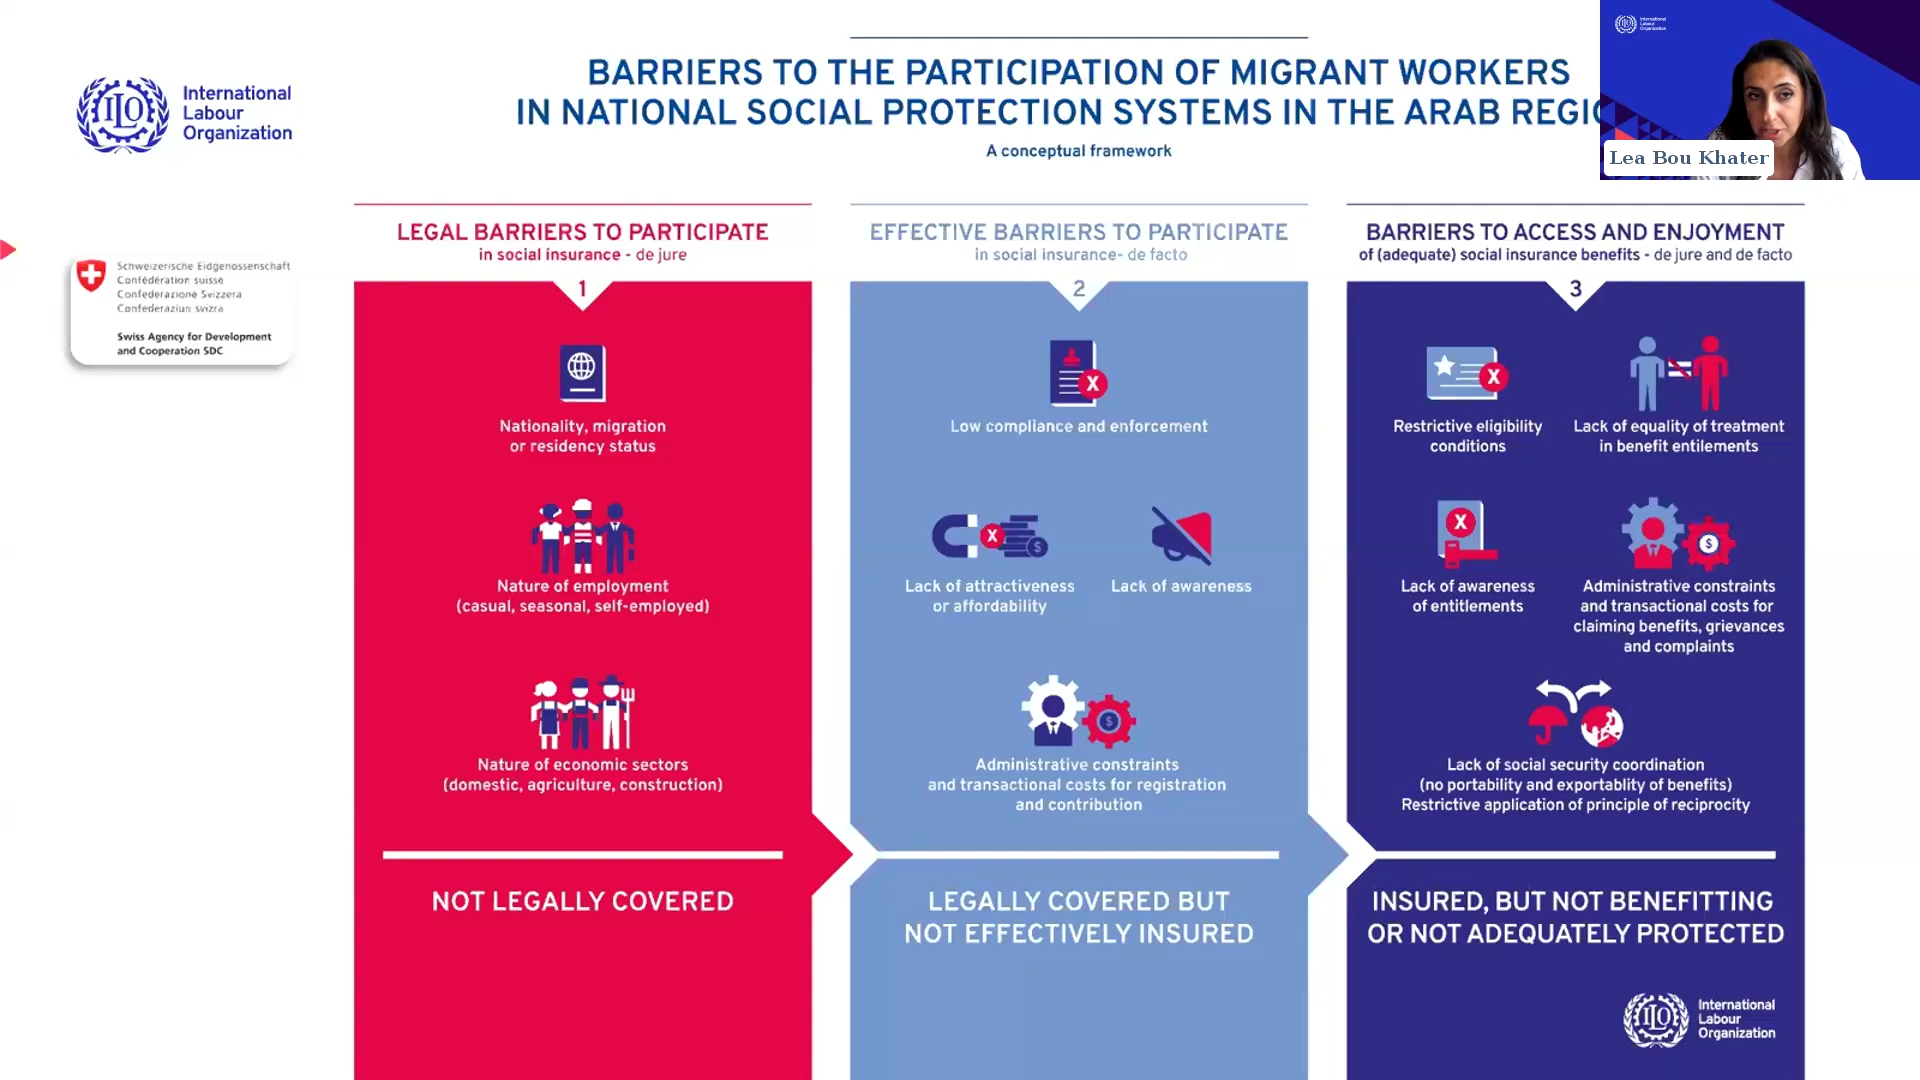 BARRIERS TO THE PARTICIPATION OF MIGRANT WORKERS
IN NATIONAL SOCIAL PROTECTION SYSTEMS IN THE ARAB REGIO
A conceptual framework
International
Labour
Organization
International
Labour
Organization
Lea Bou Khater
Schweizerische Eidgenossenschaft
Confédération suisse
Confederazione Svizzera
Confederaziun svizra
Swiss Agency for Development
and Cooperation SDC
LEGAL BARRIERS TO PARTICIPATE
in social insurance - de jure
1
Nationality, migration
or residency status
Nature of employment
(casual, seasonal, self-employed)
Nature of economic sectors
(domestic, agriculture, construction)
NOT LEGALLY COVERED
EFFECTIVE BARRIERS TO PARTICIPATE
in social insurance- de facto
2
X
Low compliance and enforcement
X
$
Lack of attractiveness
or affordability
Lack of awareness
$
Administrative constraints
and transactional costs for registration
and contribution
LEGALLY COVERED BUT
NOT EFFECTIVELY INSURED
BARRIERS TO ACCESS AND ENJOYMENT
of (adequate) social insurance benefits - de jure and de facto
3
X
Restrictive eligibility
conditions
Lack of equality of treatment
in benefit entilements
X
Lack of awareness
of entitlements
$
Administrative constraints
and transactional costs for
claiming benefits, grievances
and complaints
Lack of social security coordination
(no portability and exportablity of benefits)
Restrictive application of principle of reciprocity
INSURED, BUT NOT BENEFITTING
OR NOT ADEQUATELY PROTECTED
ILO
International
Labour
Organization